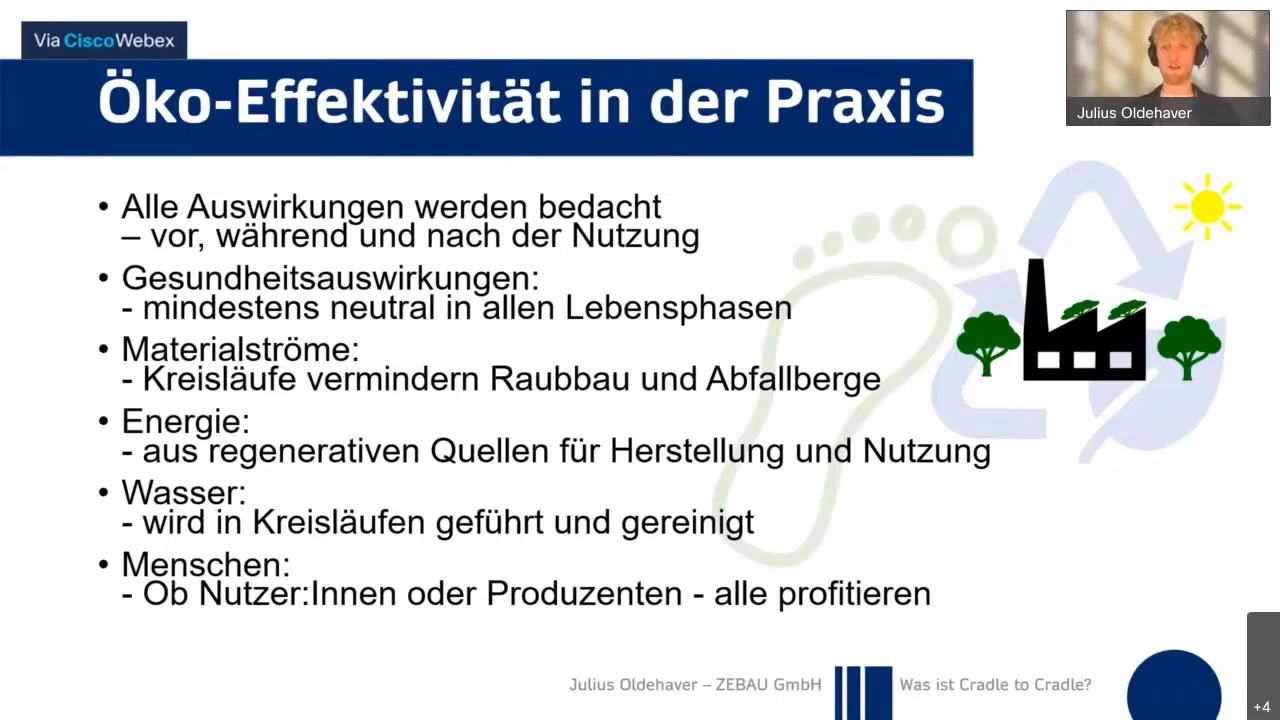 Via CiscoWebex
Öko-Effektivität in der Praxis
Julius Oldehaver
• Alle Auswirkungen werden bedacht
– vor, während und nach der Nutzung
• Gesundheitsauswirkungen:
- mindestens neutral in allen Lebensphasen
• Materialströme:
- Kreisläufe vermindern Raubbau und Abfallberge
• Energie:
- aus regenerativen Quellen für Herstellung und Nutzung
• Wasser:
- wird in Kreisläufen geführt und gereinigt
• Menschen:
- Ob Nutzer:Innen oder Produzenten - alle profitieren
Julius Oldehaver – ZEBAU GmbH
Was ist Cradle to Cradle?
+4